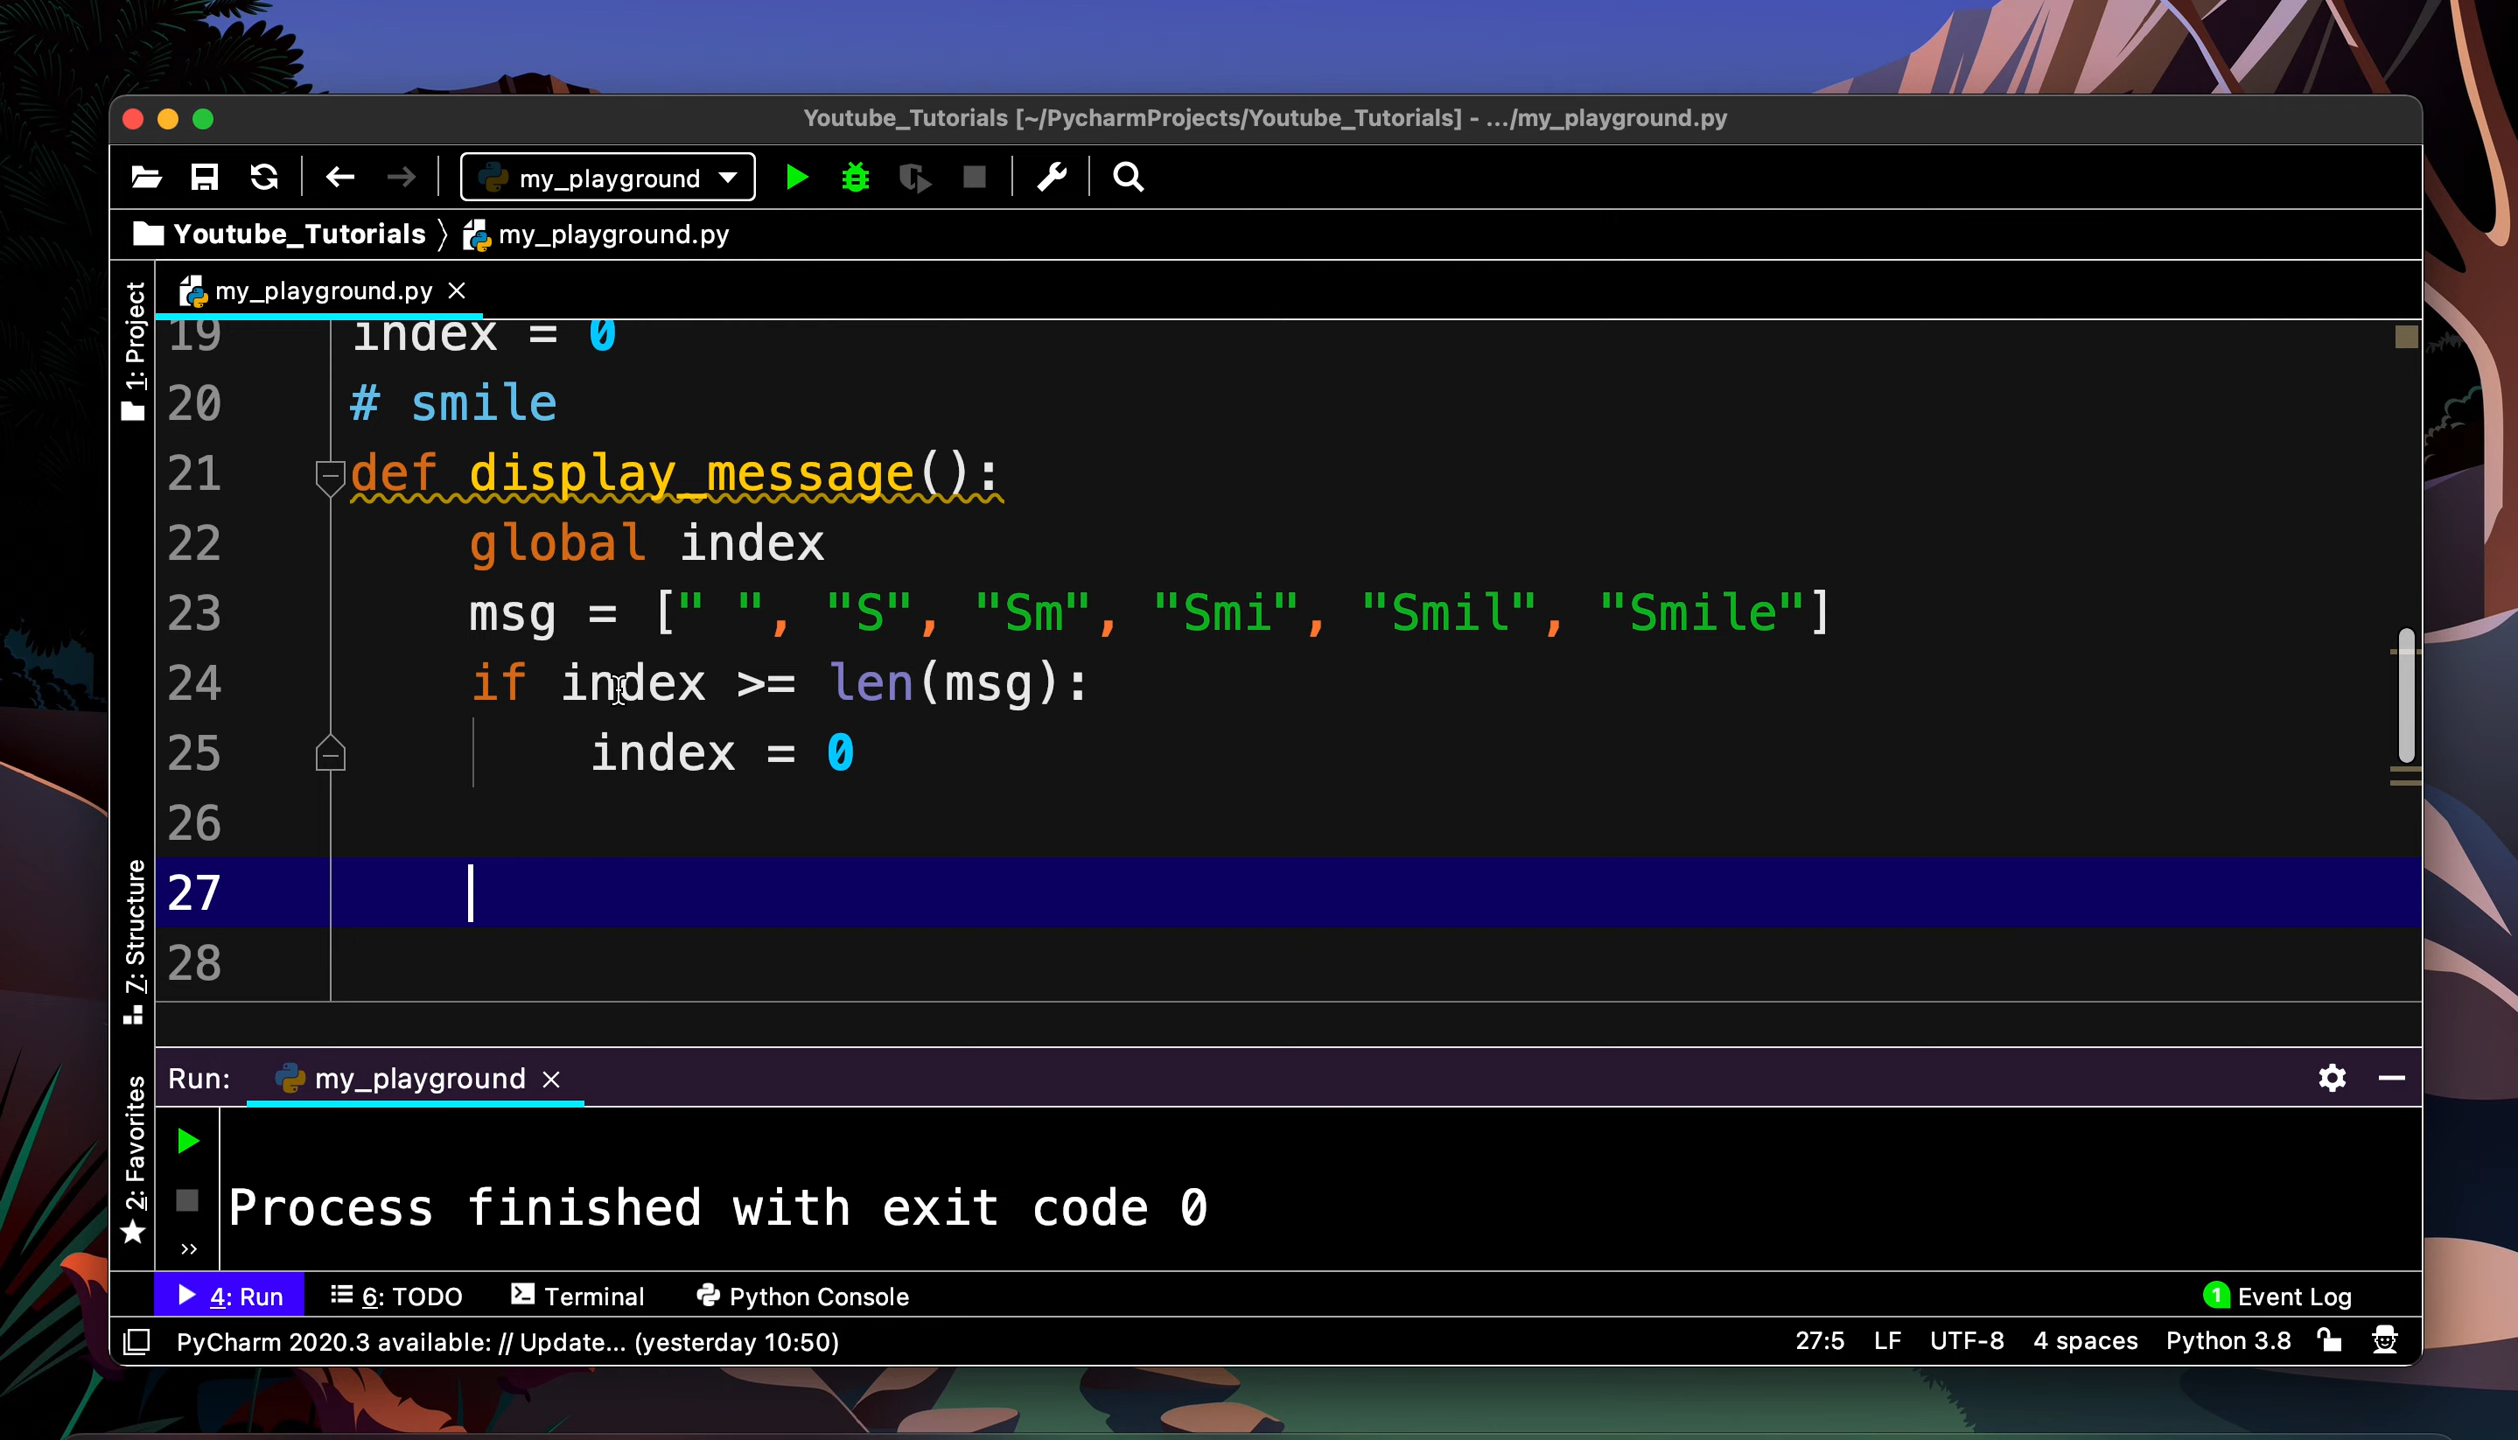 Youtube_Tutorials [~/PycharmProjects/Youtube_Tutorials] - .../my_playground.py
my_playground
Youtube_Tutorials 〉 my_playground.py
1: Project
my_playground.py ×
19 index = 0
20 # smile
21 def display_message():
22 global index
23 msg = [" ", "S", "Sm", "Smi", "Smil", "Smile"]
24 if index >= len(msg):
25 index = 0
26
27
28
7: Structure
2: Favorites
Run: my_playground ×
Process finished with exit code 0
4: Run 6: TODO Terminal Python Console 1 Event Log
PyCharm 2020.3 available: // Update... (yesterday 10:50) 27:5 LF UTF-8 4 spaces Python 3.8